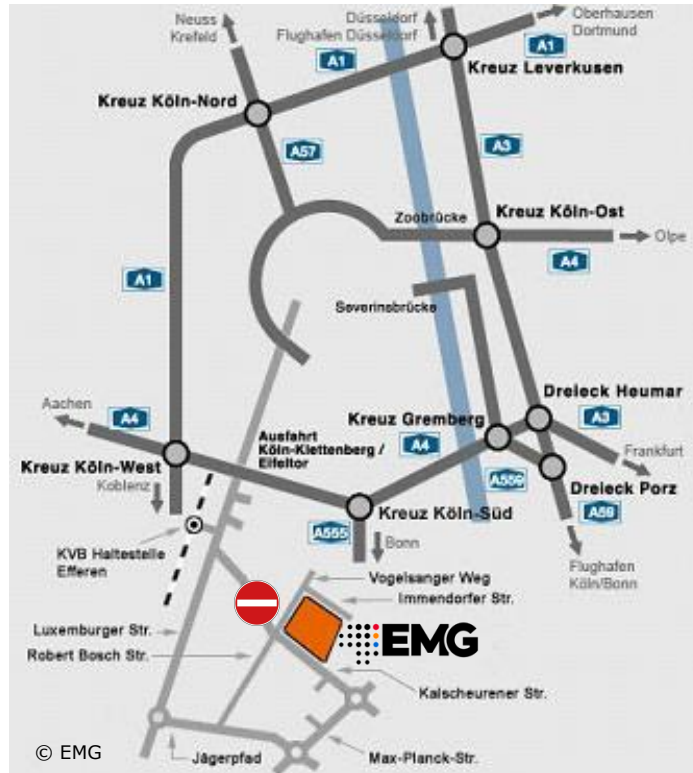 Neuss
Krefeld
Düsseldorf
Flughafen Düsseldorf
Oberhausen
Dortmund
A1
A1
Kreuz Leverkusen
Kreuz Köln-Nord
A57
A3
Zoobrücke
Kreuz Köln-Ost
Olpe
A4
A1
Severinsbrücke
Aachen
A4
Dreieck Heumar
A3
Kreuz Gremberg
A4
Ausfahrt
Köln-Klettenberg /
Eifeltor
Frankfurt
Kreuz Köln-West
Koblenz
A559
Dreieck Porz
A59
Kreuz Köln-Süd
A555
Bonn
KVB Haltestelle
Efferen
Flughafen
Köln/Bonn
Vogelsanger Weg
Immendorfer Str.
Luxemburger Str.
EMG
Robert Bosch Str.
Kalscheurener Str.
© EMG
Jägerpfad
Max-Planck-Str.